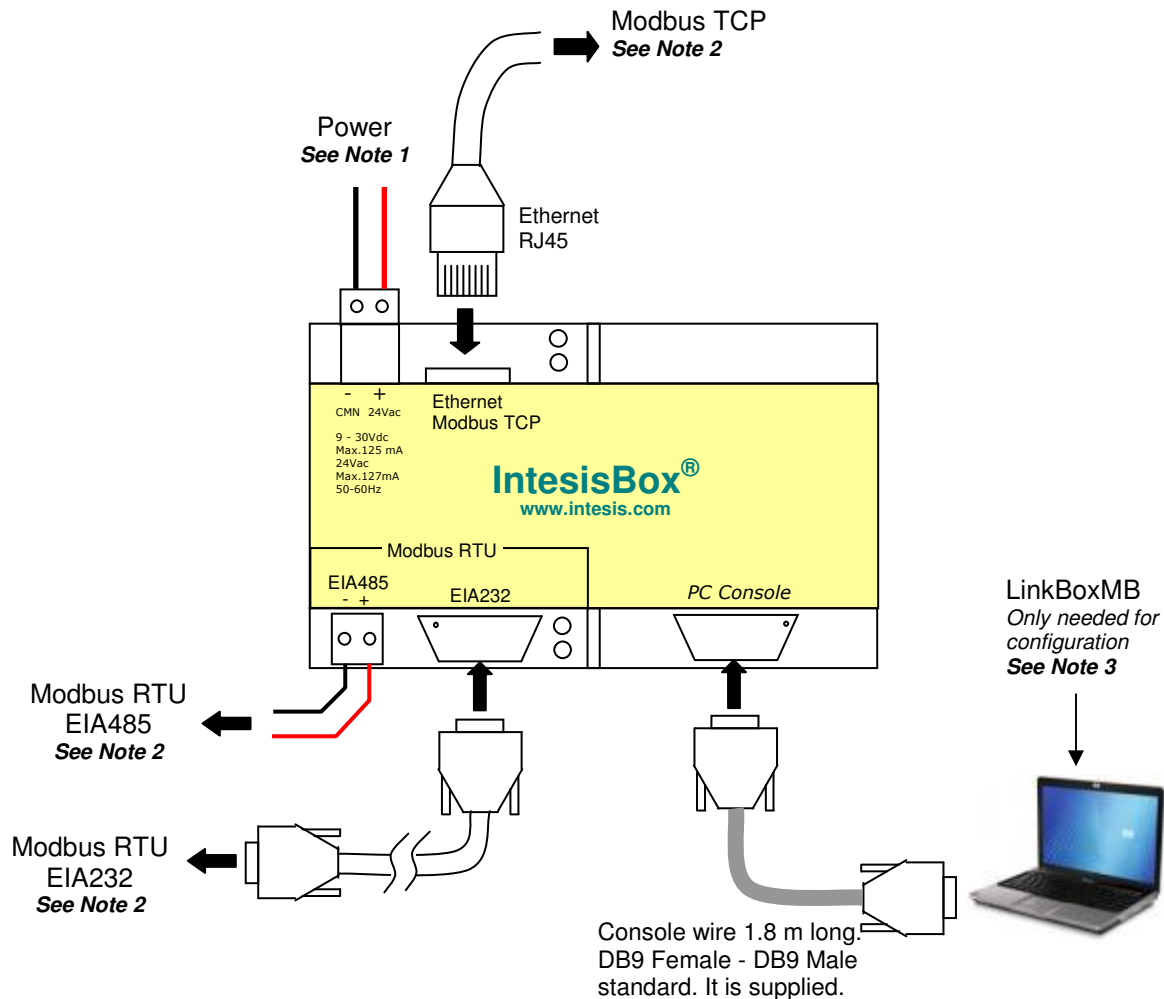 Modbus TCP
See Note 2
Power
See Note 1
Ethernet
RJ45
- +
CMN 24Vac
9 - 30Vdc
Max.125 mA
24Vac
Max.127mA
50-60Hz
Ethernet
Modbus TCP
IntesisBox®
www.intesis.com
Modbus RTU
EIA485
- +
EIA232
PC Console
LinkBoxMB
Only needed for
configuration
See Note 3
Modbus RTU
EIA485
See Note 2
Modbus RTU
EIA232
See Note 2
Console wire 1.8 m long.
DB9 Female - DB9 Male
standard. It is supplied.